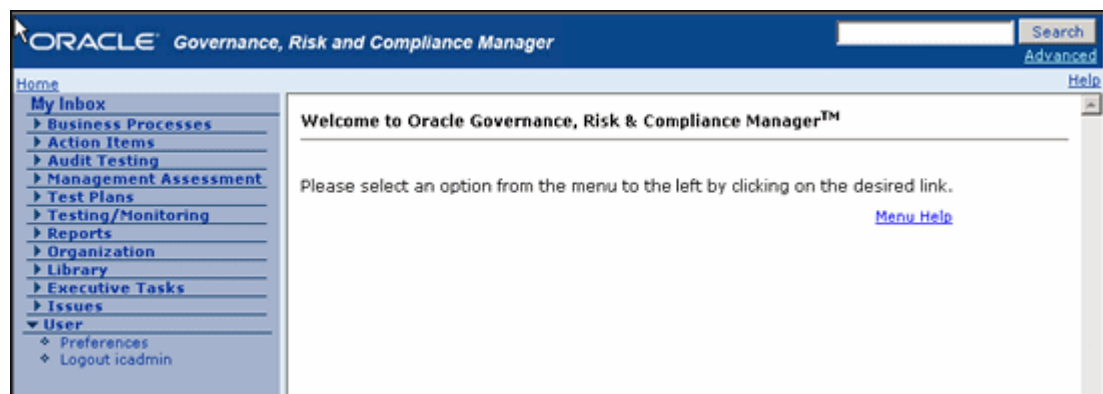 ORACLE Governance, Risk and Compliance Manager
Search
Advanced
Home
Help
My Inbox
Business Processes
Action Items
Audit Testing
Management Assessment
Test Plans
Testing/Monitoring
Reports
Organization
Library
Executive Tasks
Issues
User
Preferences
Logout icadmin
Welcome to Oracle Governance, Risk & Compliance Manager™
Please select an option from the menu to the left by clicking on the desired link.
Menu Help